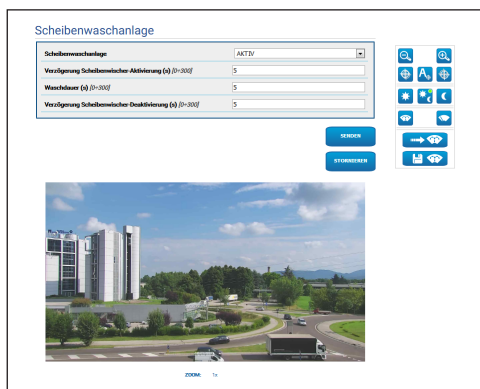 Scheibenwaschanlage
Scheibenwaschanlage AKTIV
Verzögerung Scheibenwischer-Aktivierung (s) [0÷300] 5
Waschdauer (s) [0÷300] 5
Verzögerung Scheibenwischer-Deaktivierung (s) [0÷300] 5
SENDEN
STORNIEREN
A
ZOOM: 1x